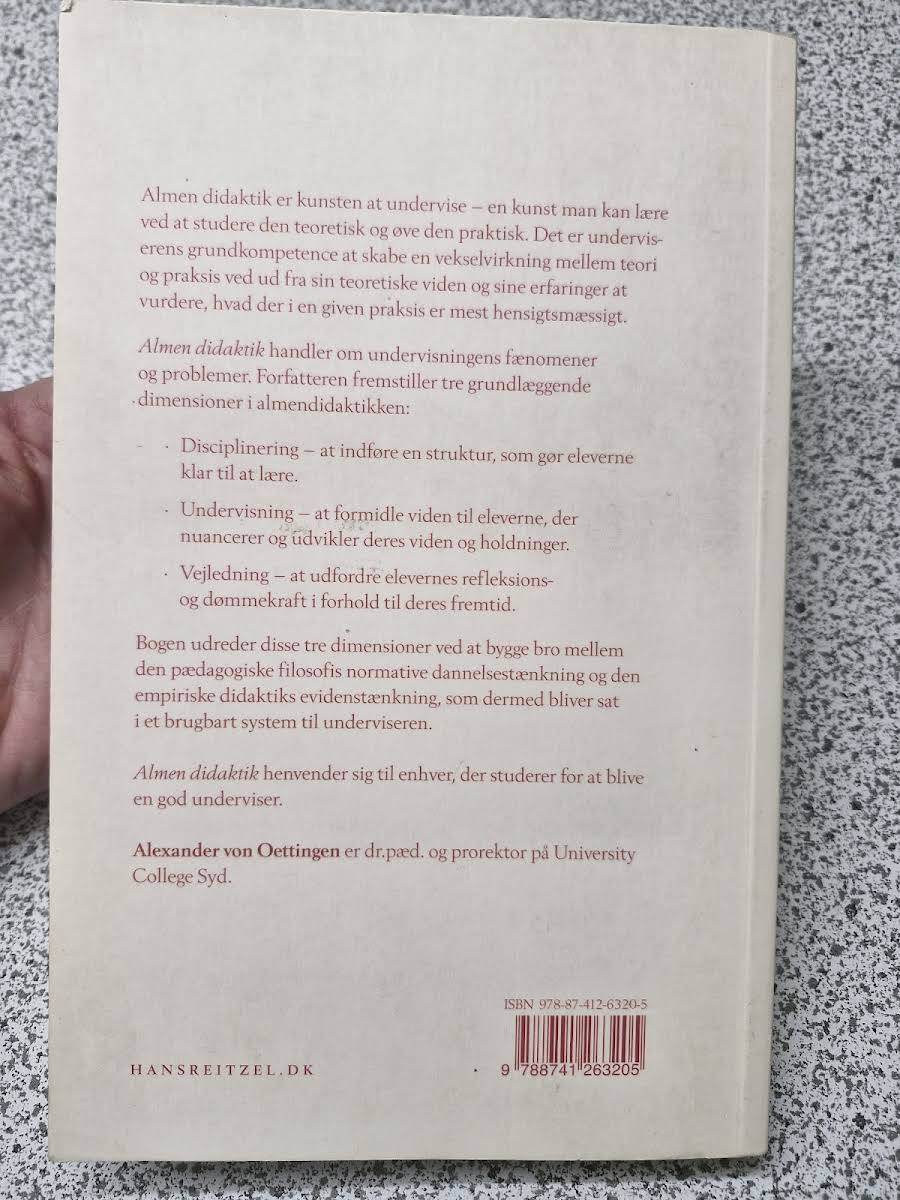 Almen didaktik er kunsten at undervise – en kunst man kan lære
ved at studere den teoretisk og øve den praktisk. Det er undervis-
erens grundkompetence at skabe en vekselvirkning mellem teori
og praksis ved ud fra sin teoretiske viden og sine erfaringer at
vurdere, hvad der i en given praksis er mest hensigtsmæssigt.
Almen didaktik handler om undervisningens fænomener
og problemer. Forfatteren fremstiller tre grundlæggende
dimensioner i almendidaktikken:
· Disciplinering – at indføre en struktur, som gør eleverne
klar til at lære.
· Undervisning – at formidle viden til eleverne, der
nuancerer og udvikler deres viden og holdninger.
· Vejledning – at udfordre elevernes refleksions-
og dømmekraft i forhold til deres fremtid.
Bogen udreder disse tre dimensioner ved at bygge bro mellem
den pædagogiske filosofis normative dannelsestænkning og den
empiriske didaktiks evidenstænkning, som dermed bliver sat
i et brugbart system til underviseren.
Almen didaktik henvender sig til enhver, der studerer for at blive
en god underviser.
Alexander von Oettingen er dr.pæd. og prorektor på University
College Syd.
ISBN 978-87-412-6320-5
9 788741 263205
HANSREITZEL.DK